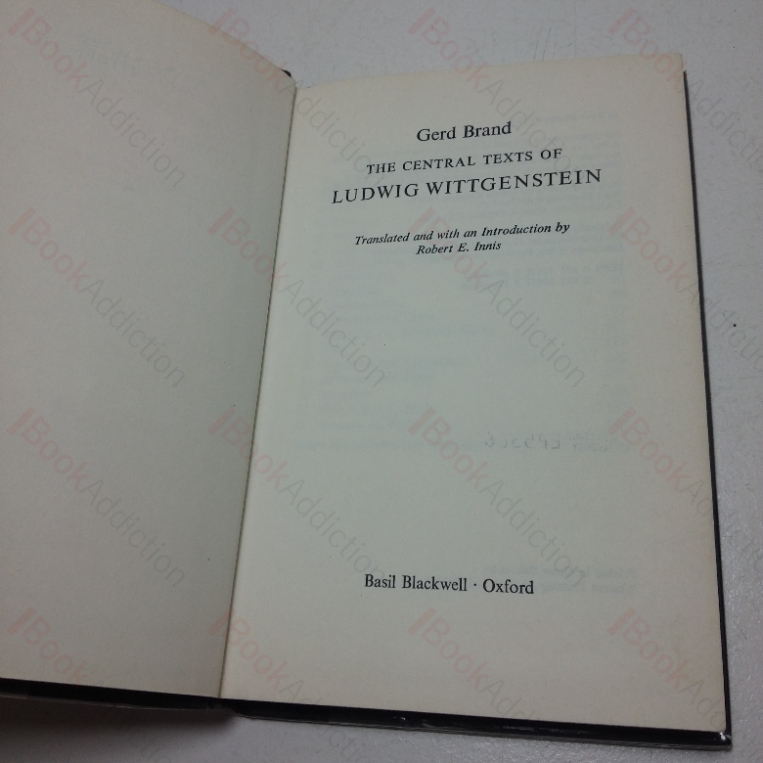 Gerd Brand
THE CENTRAL TEXTS OF
LUDWIG WITTGENSTEIN
Translated and with an Introduction by
Robert E. Innis
Basil Blackwell · Oxford
BookAddiction